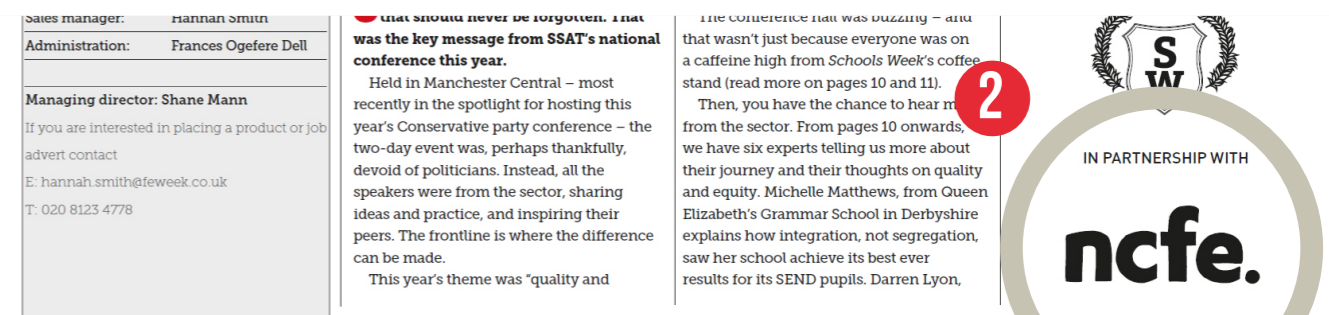 Sales manager: Hannah Smith
Administration: Frances Ogefere Dell
Managing director: Shane Mann
If you are interested in placing a product or job
advert contact
E: hannah.smith@feweek.co.uk
T: 020 8123 4778
that should never be forgotten. That
was the key message from SSAT's national
conference this year.
Held in Manchester Central – most
recently in the spotlight for hosting this
year's Conservative party conference – the
two-day event was, perhaps thankfully,
devoid of politicians. Instead, all the
speakers were from the sector, sharing
ideas and practice, and inspiring their
peers. The frontline is where the difference
can be made.
This year's theme was "quality and
The conference hall was buzzing – and
that wasn't just because everyone was on
a caffeine high from Schools Week's coffee
stand (read more on pages 10 and 11).
Then, you have the chance to hear
from the sector. From pages 10 onwards,
we have six experts telling us more about
their journey and their thoughts on quality
and equity. Michelle Matthews, from Queen
Elizabeth's Grammar School in Derbyshire
explains how integration, not segregation,
saw her school achieve its best ever
results for its SEND pupils. Darren Lyon,
2
S
W
IN PARTNERSHIP WITH
ncfe.